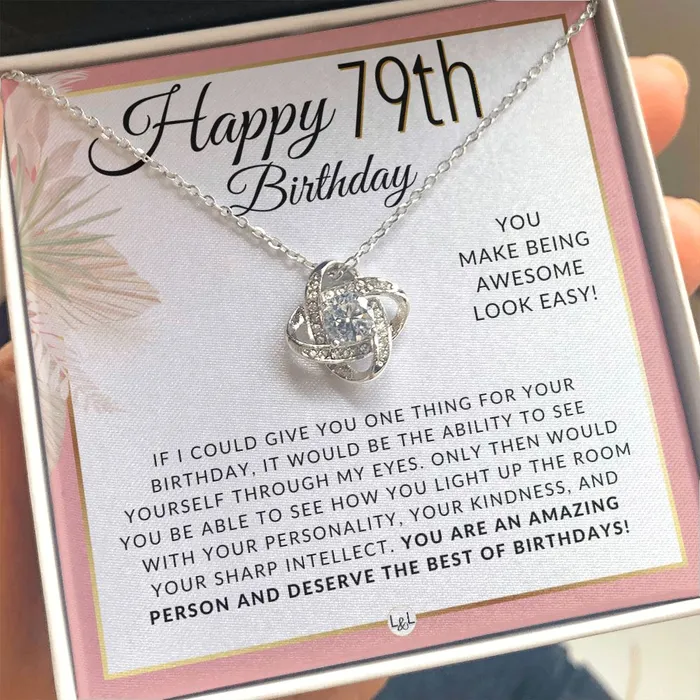 Happy 79th
Birthday
YOU
MAKE BEING
AWESOME
LOOK EASY!
IF I COULD GIVE YOU ONE THING FOR YOUR
BIRTHDAY, IT WOULD BE THE ABILITY TO SEE
YOURSELF THROUGH MY EYES. ONLY THEN WOULD
YOU BE ABLE TO SEE HOW YOU LIGHT UP THE ROOM
WITH YOUR PERSONALITY, YOUR KINDNESS, AND
YOUR SHARP INTELLECT. YOU ARE AN AMAZING
PERSON AND DESERVE THE BEST OF BIRTHDAYS!
L&L